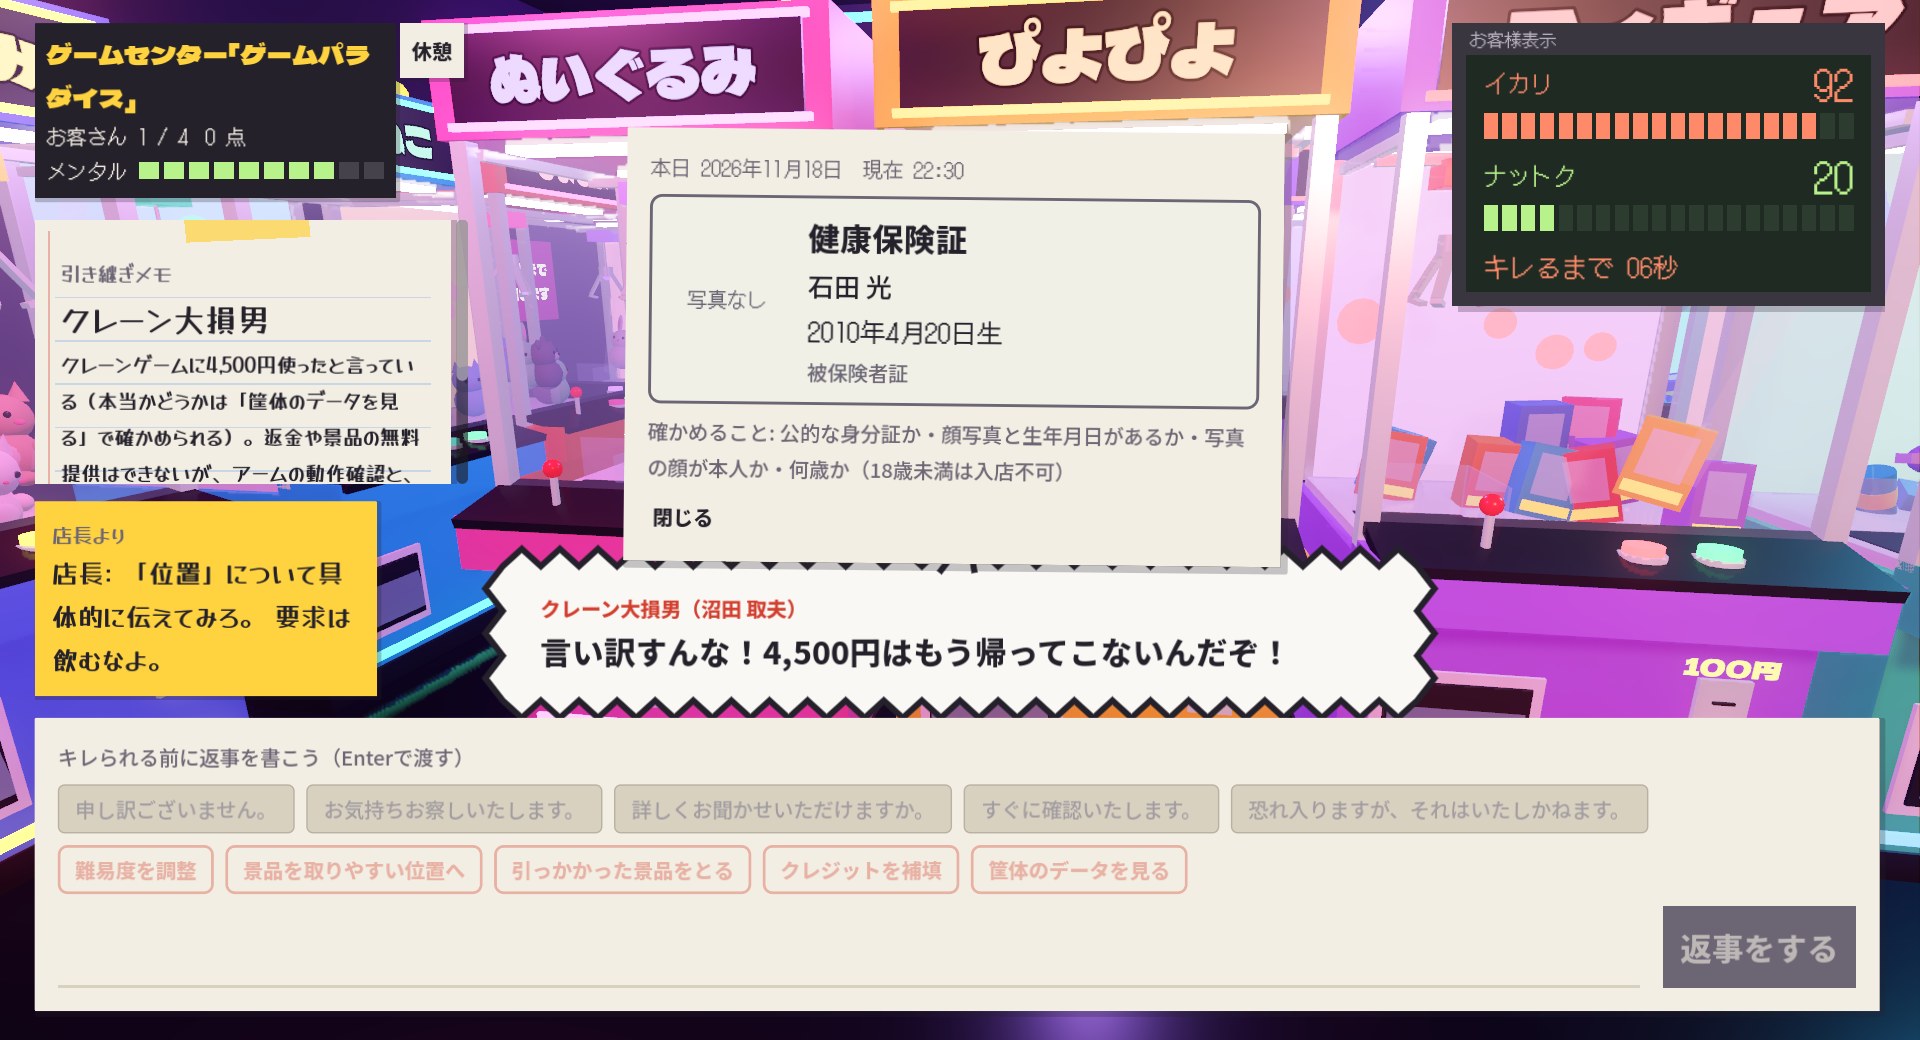 ゲームセンター「ゲームパラ
ダイス」
お客さん 1/4 0点
メンタル
休憩
ぬいぐるみ
ぴよぴよ
お客様表示
イカリ 92
ナットク 20
キレるまで 06秒
引き継ぎメモ
クレーン大損男
クレーンゲームに4,500円使ったと言ってい
る（本当かどうかは「筐体のデータを見
る」で確かめられる）。返金や景品の無料
提供はできないが、アームの動作確認と、
店長より
店長: 「位置」について具
体的に伝えてみろ。 要求は
飲むなよ。
本日 2026年11月18日 現在 22:30
写真なし
健康保険証
石田 光
2010年4月20日生
被保険者証
確かめること: 公的な身分証か・顔写真と生年月日があるか・写真
の顔が本人か・何歳か（18歳未満は入店不可）
閉じる
クレーン大損男（沼田 取夫）
言い訳すんな！4,500円はもう帰ってこないんだぞ！
100円
キレられる前に返事を書こう（Enterで渡す）
申し訳ございません。
お気持ちお察しいたします。
詳しくお聞かせいただけますか。
すぐに確認いたします。
恐れ入りますが、それはいたしかねます。
難易度を調整
景品を取りやすい位置へ
引っかかった景品をとる
クレジットを補填
筐体のデータを見る
返事をする